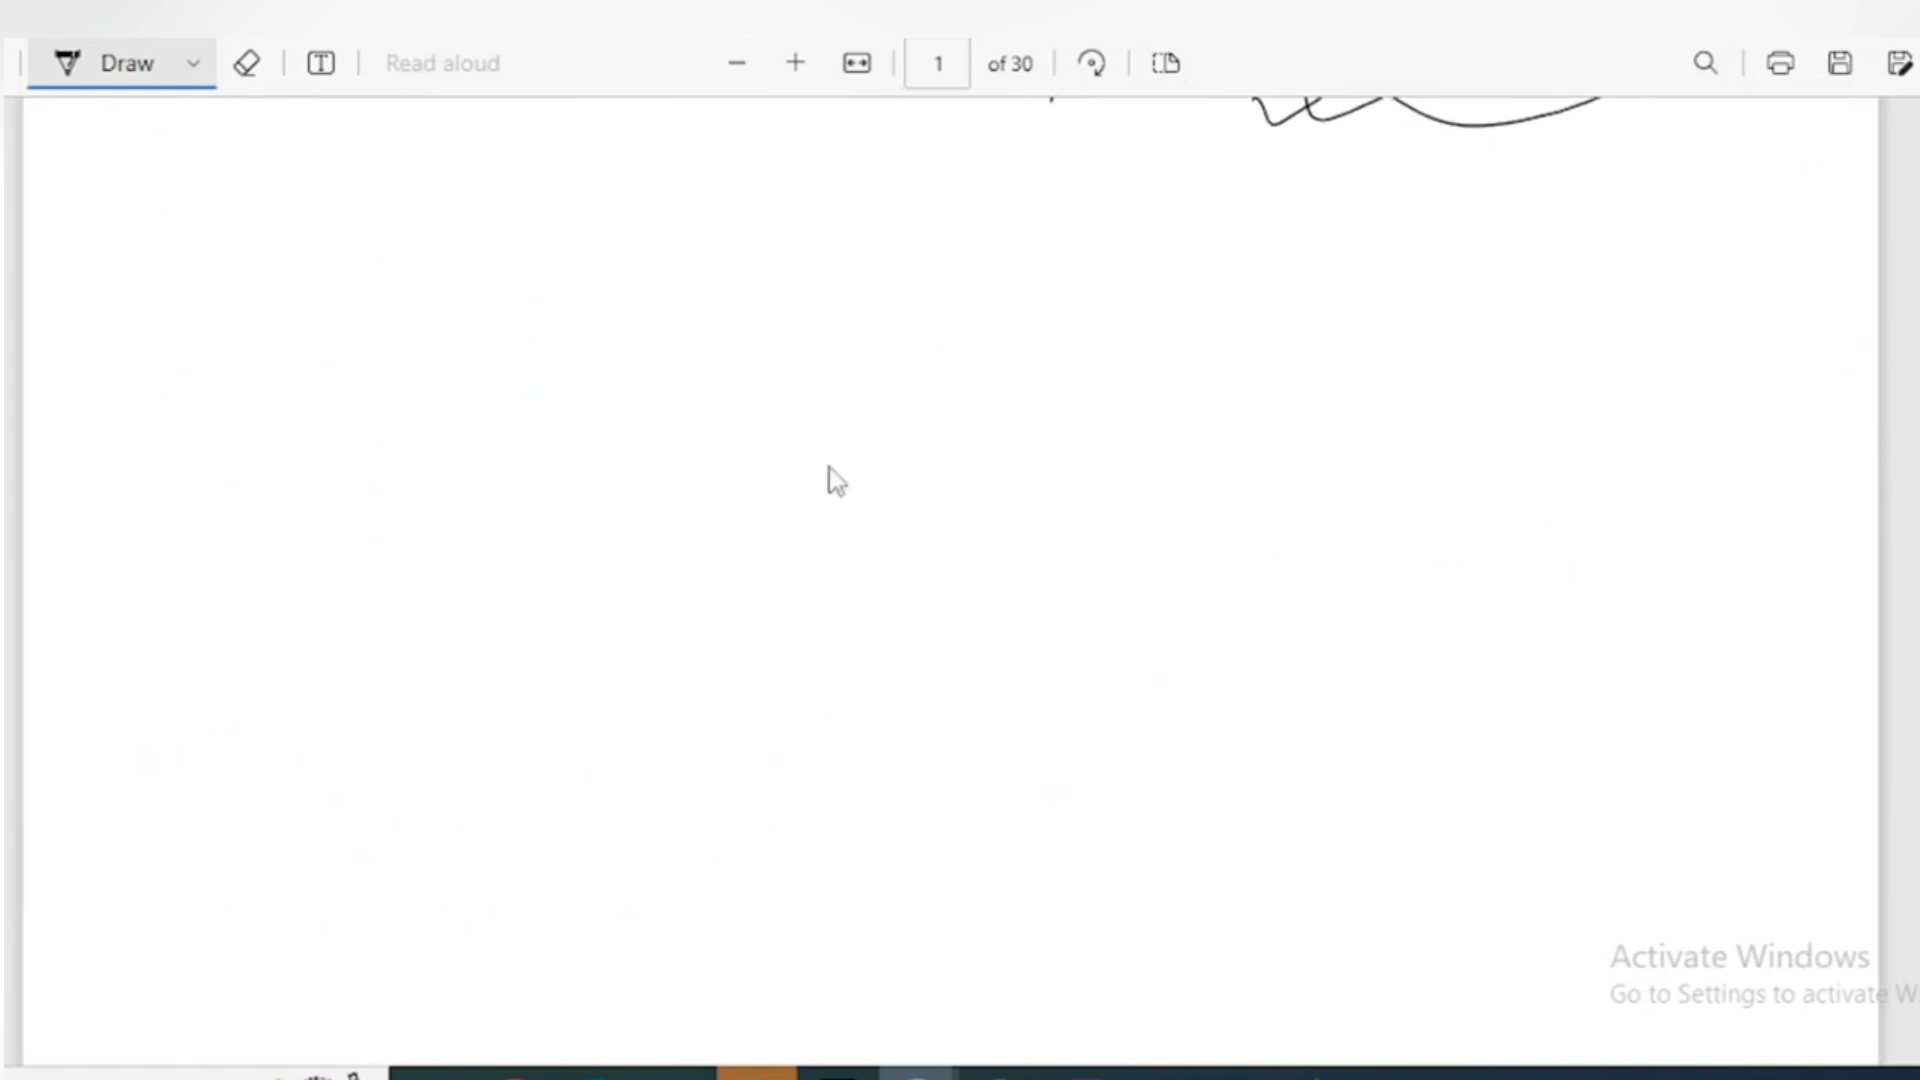 Draw
Read aloud
1 of 30
Activate Windows
Go to Settings to activate W